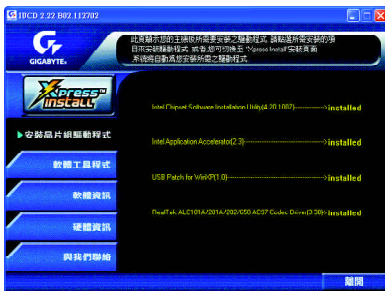 IDCD 2.22 B02.112702
GIGABYTE™
此頁顯示您的主機板所需要安裝之驅動程式. 請點選所需安裝的項
目來安裝驅動程式. 或者.您可切換至 "Xpress Install"安裝頁面
.系統將自動為您安裝所需之驅動程式.
Xpress™
Install
安裝晶片組驅動程式
軟體工具程式
軟體資訊
硬體資訊
與我們聯絡
Intel Chipset Software Installation Utility(4.20.1007)------------>installed
Intel Application Accelerator(2.3)------------>installed
USB Patch for WinXP(1.0)------------>installed
RealTek ALC101A/201A/202/650 AC97 Codec Driver(3.30)->installed
離開